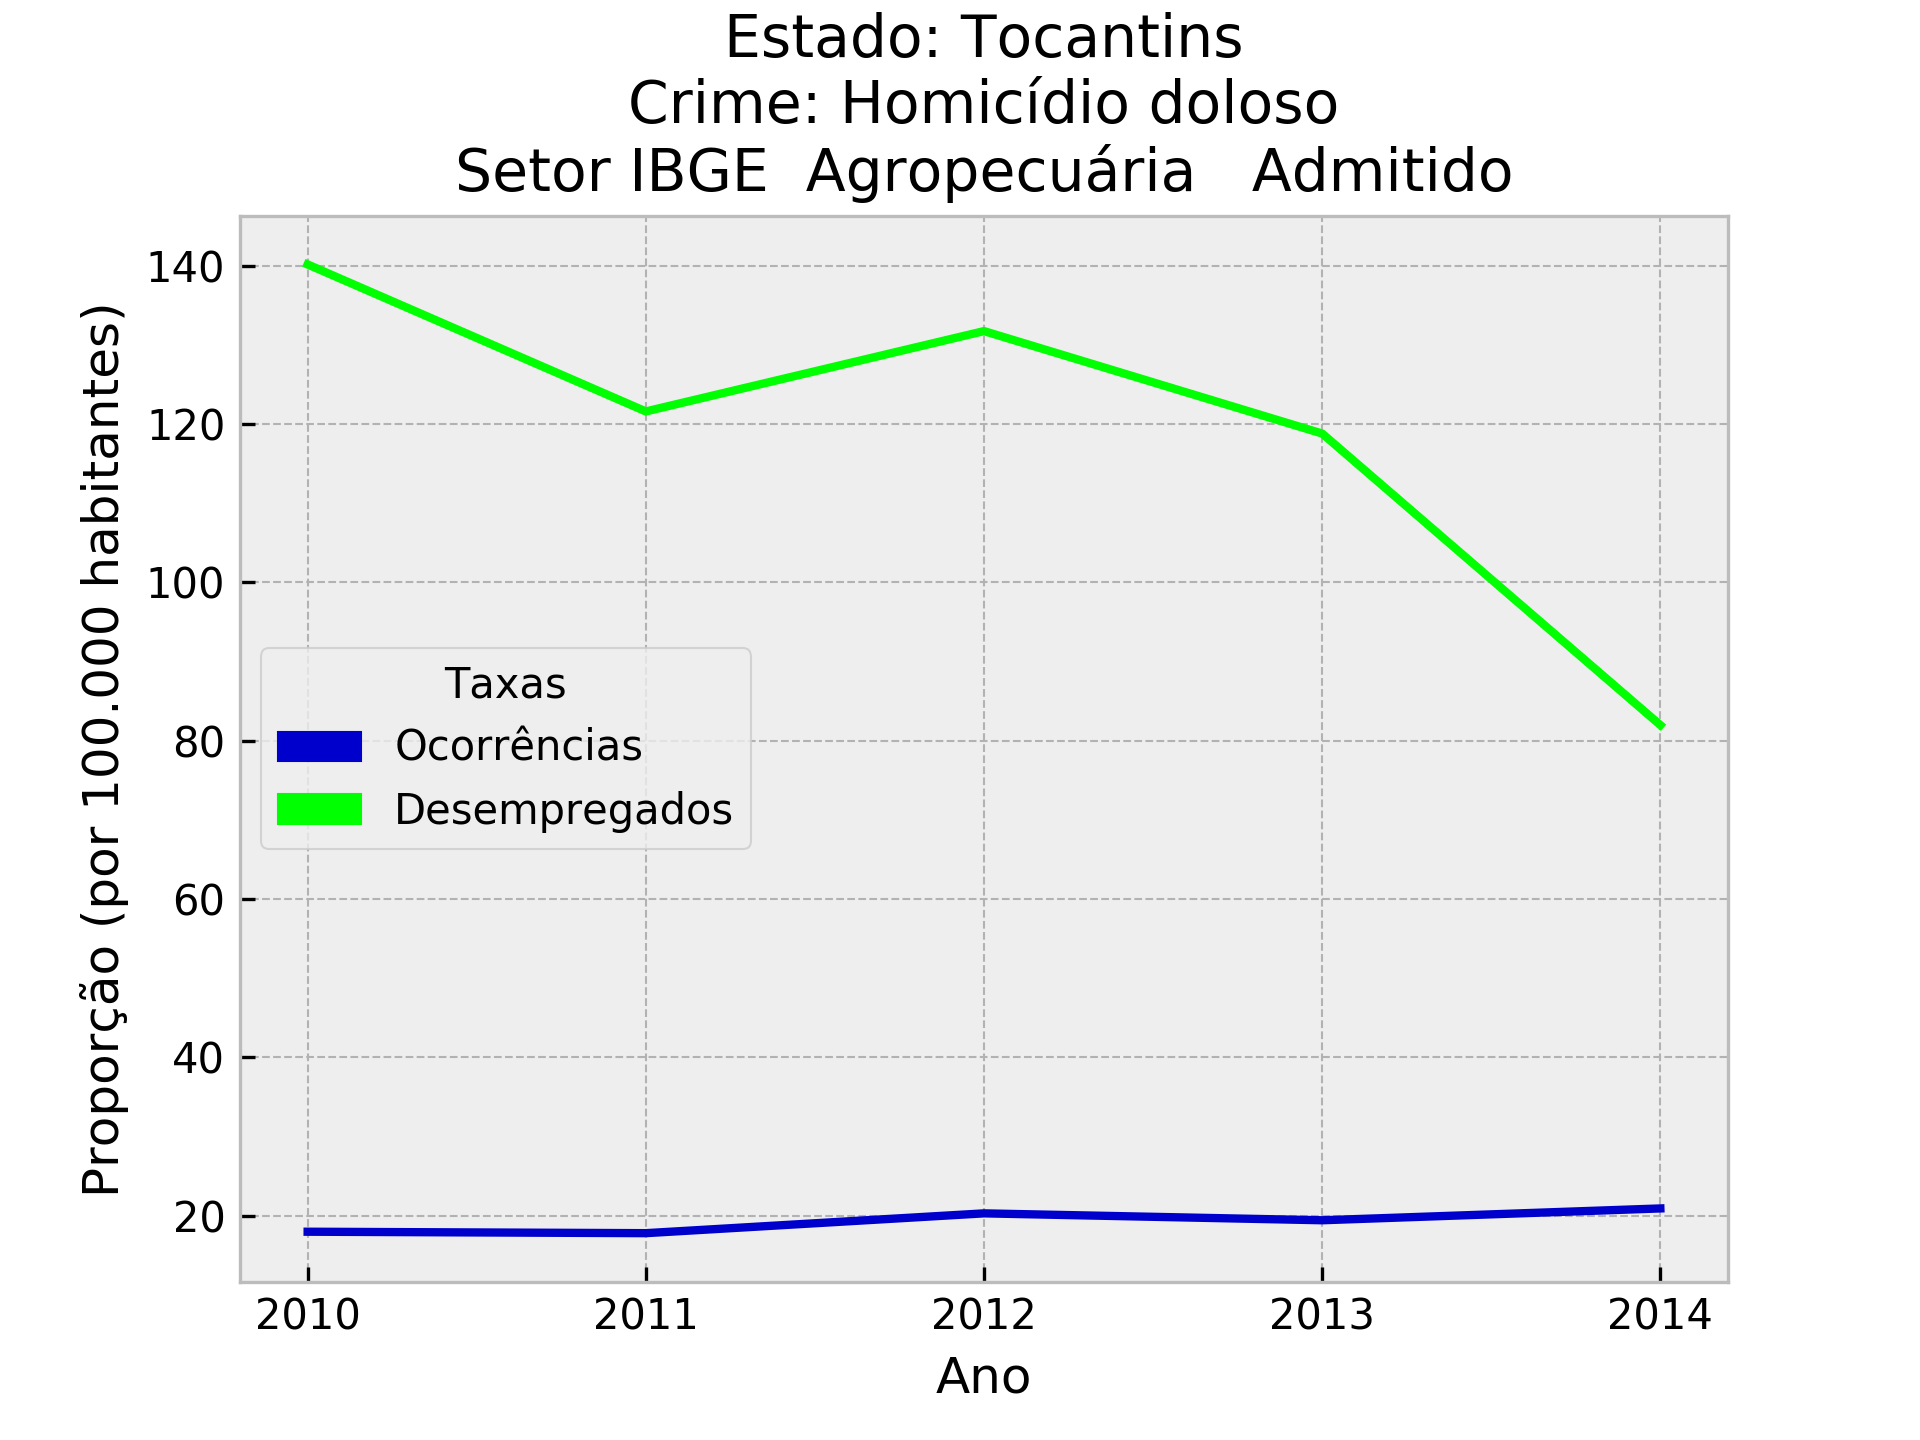 Estado: Tocantins
Crime: Homicídio doloso
Setor IBGE  Agropecuária   Admitido
Proporção (por 100.000 habitantes)
140
120
100
80
60
40
20
Taxas
Ocorrências
Desempregados
2010 2011 2012 2013 2014
Ano